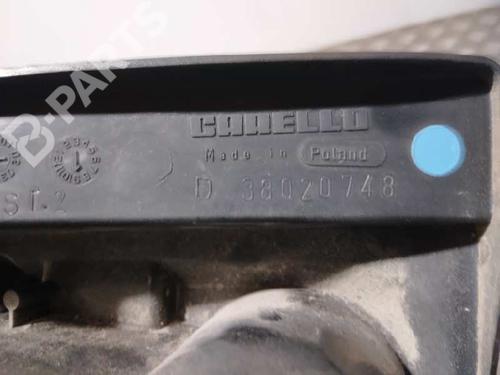 CARELLO
Made in Poland
D 38020748
ST.2
B-PARTS